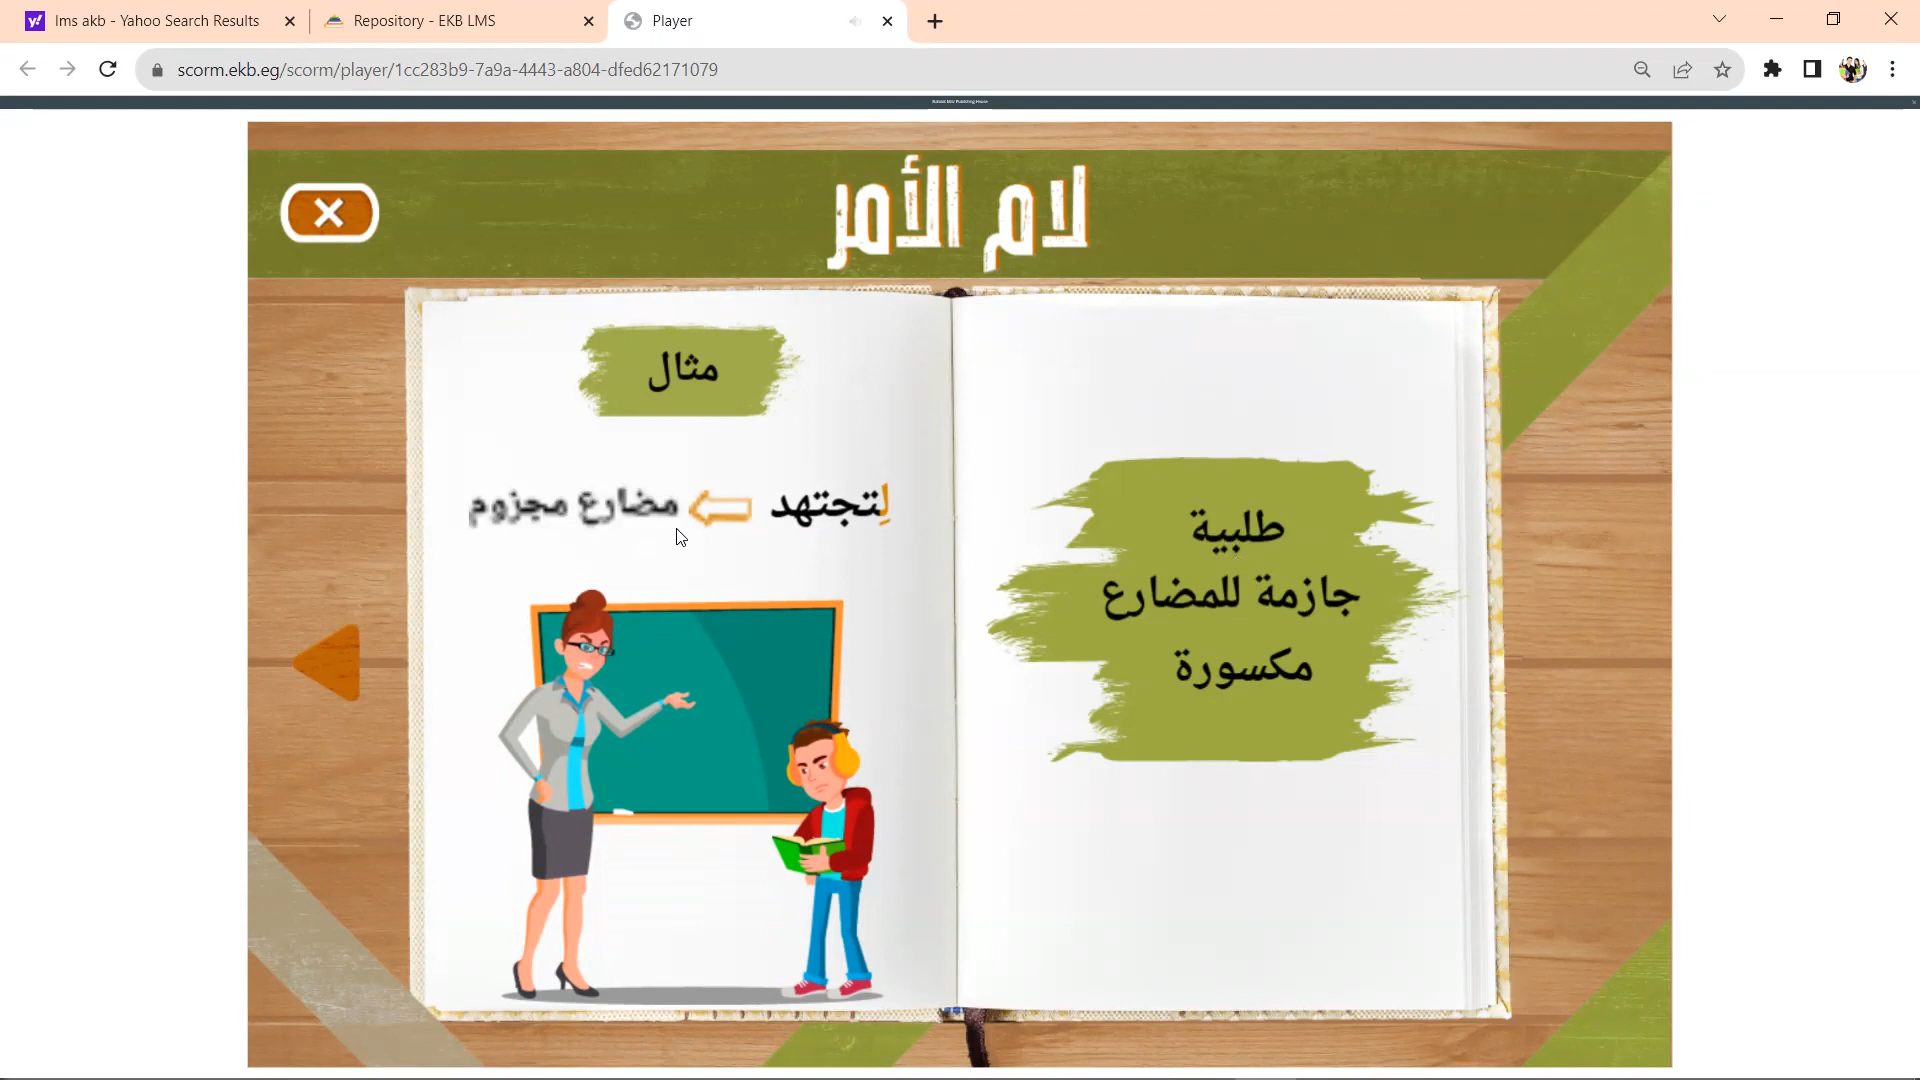 lms akb - Yahoo Search Results
Repository - EKB LMS
Player
scorm.ekb.eg/scorm/player/1cc283b9-7a9a-4443-a804-dfed62171079
لام الأمر
طلبية
جازمة للمضارع
مكسورة
مثال
لِتجتهد
مضارع مجزوم